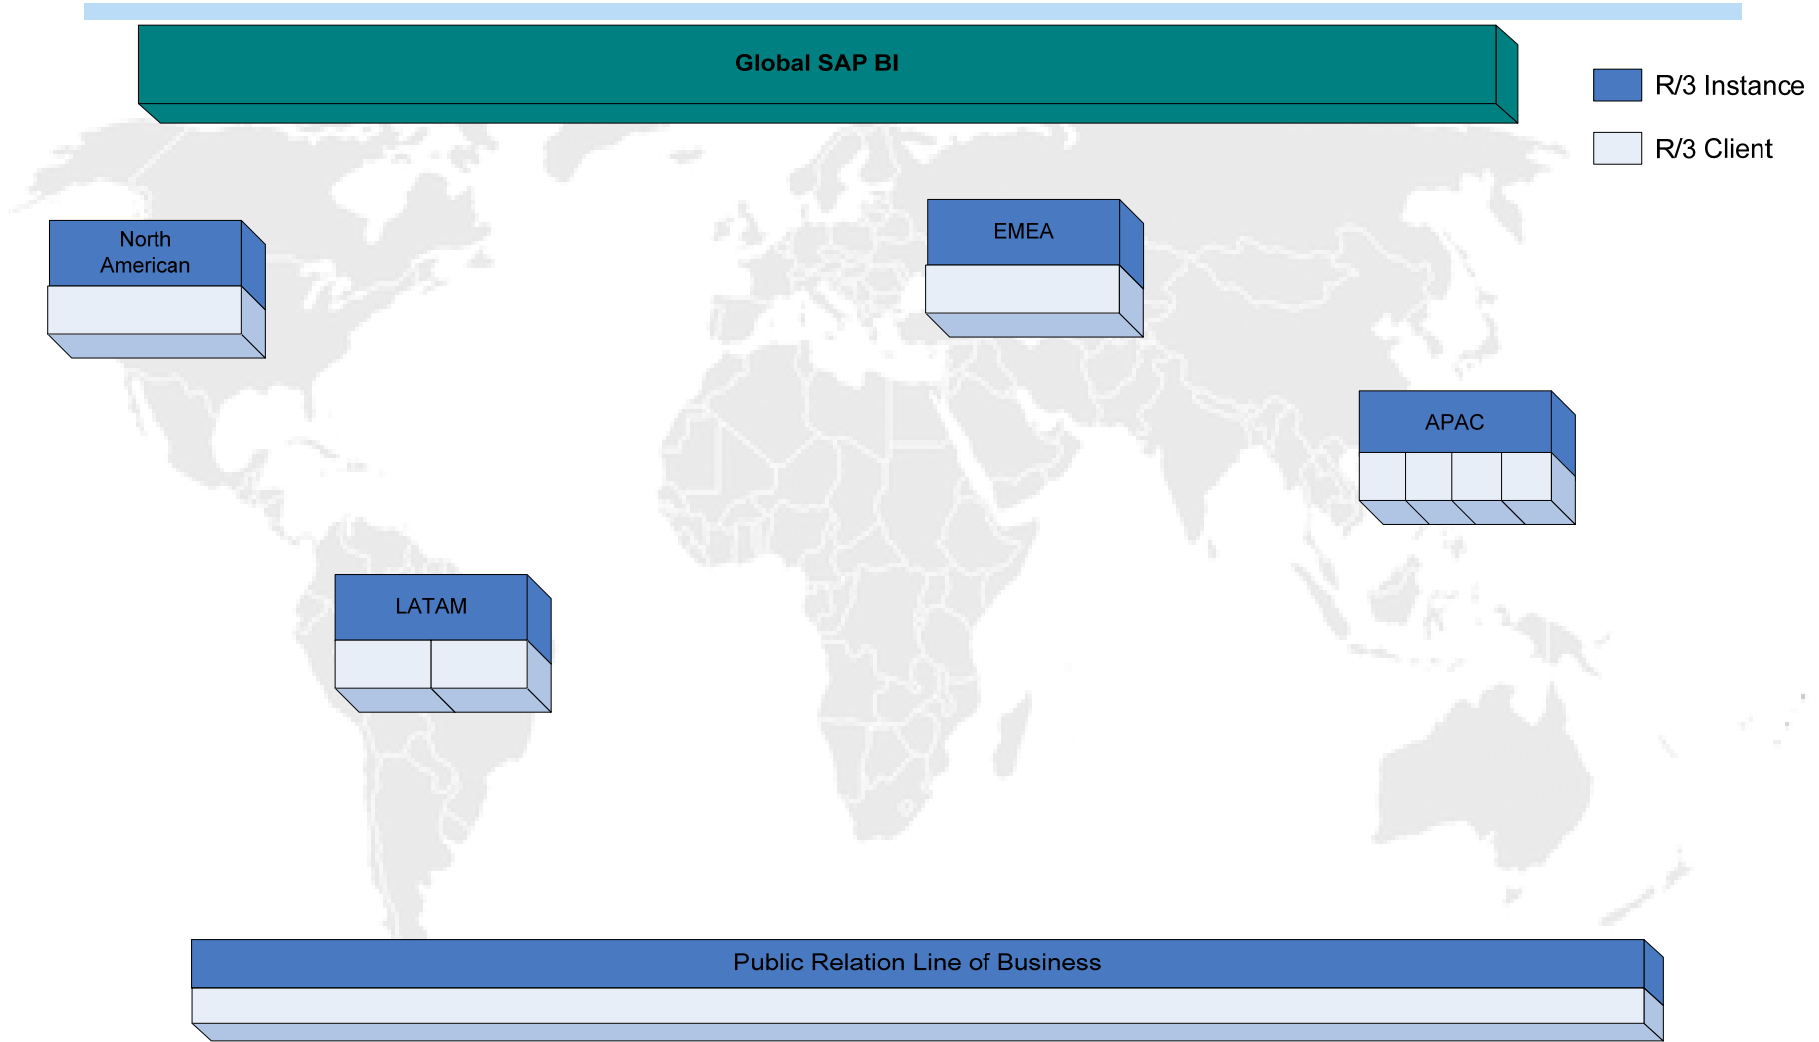 Global SAP BI
R/3 Instance
R/3 Client
North
American
EMEA
APAC
LATAM
Public Relation Line of Business